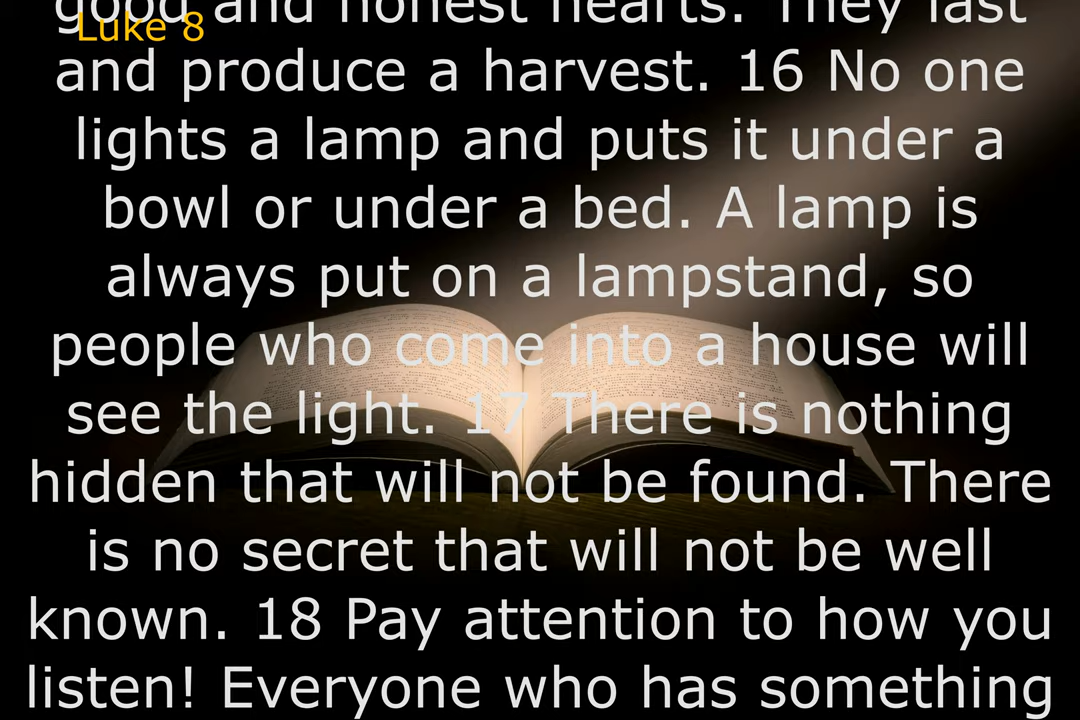 good and honest hearts. They last
Luke 8
and produce a harvest. 16 No one
lights a lamp and puts it under a
bowl or under a bed. A lamp is
always put on a lampstand, so
people who come into a house will
see the light. 17 There is nothing
hidden that will not be found. There
is no secret that will not be well
known. 18 Pay attention to how you
listen! Everyone who has something